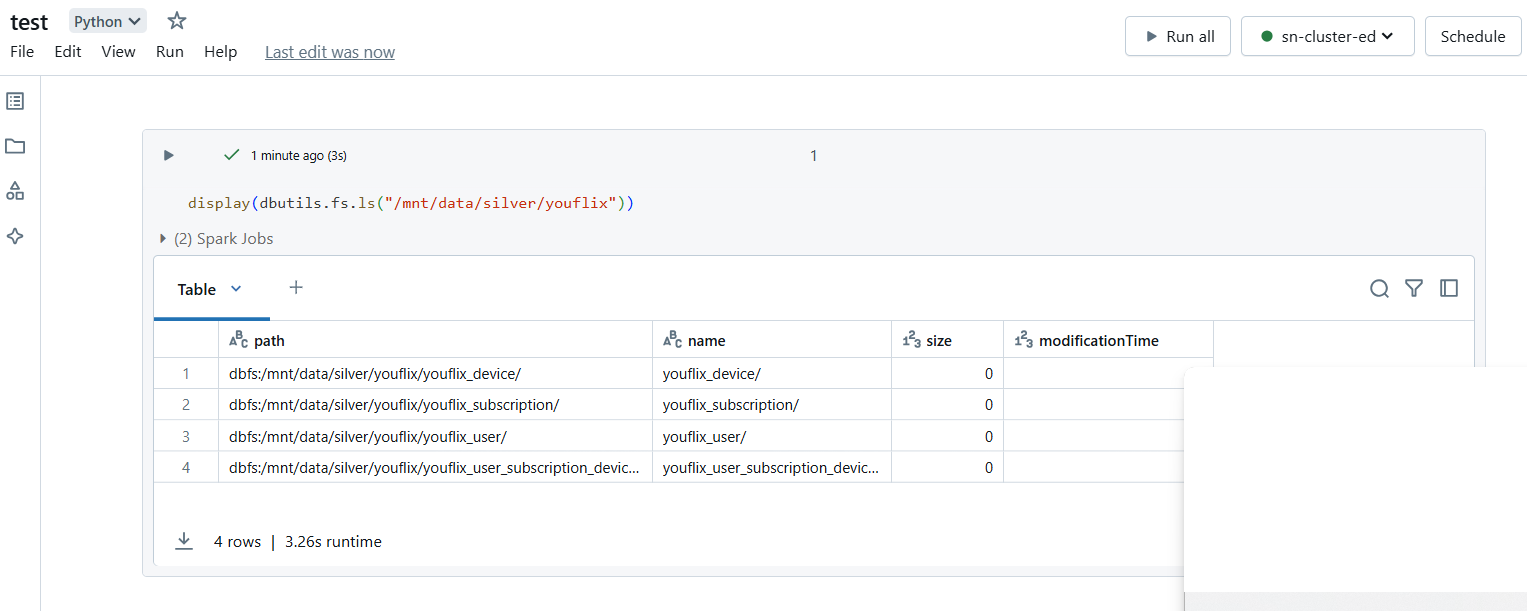 test Python
File Edit View Run Help Last edit was now
Run all sn-cluster-ed Schedule
1 minute ago (3s) 1
display(dbutils.fs.ls("/mnt/data/silver/youflix"))
(2) Spark Jobs
Table +
path name size modificationTime
1 dbfs:/mnt/data/silver/youflix/youflix_device/ youflix_device/ 0
2 dbfs:/mnt/data/silver/youflix/youflix_subscription/ youflix_subscription/ 0
3 dbfs:/mnt/data/silver/youflix/youflix_user/ youflix_user/ 0
4 dbfs:/mnt/data/silver/youflix/youflix_user_subscription_devic... youflix_user_subscription_devic... 0
4 rows | 3.26s runtime